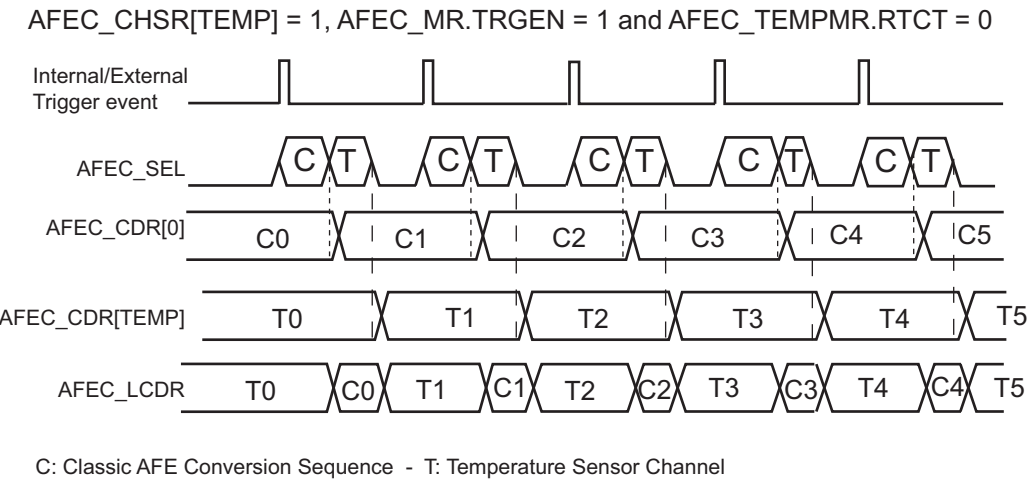 AFEC_CHSR[TEMP] = 1, AFEC_MR.TRGEN = 1 and AFEC_TEMPMR.RTCT = 0
Internal/External
Trigger event
AFEC_SEL C T C T C T C T C T
AFEC_CDR[0] C0 C1 C2 C3 C4 C5
AFEC_CDR[TEMP] T0 T1 T2 T3 T4 T5
AFEC_LCDR T0 C0 T1 C1 T2 C2 T3 C3 T4 C4 T5
C: Classic AFE Conversion Sequence - T: Temperature Sensor Channel